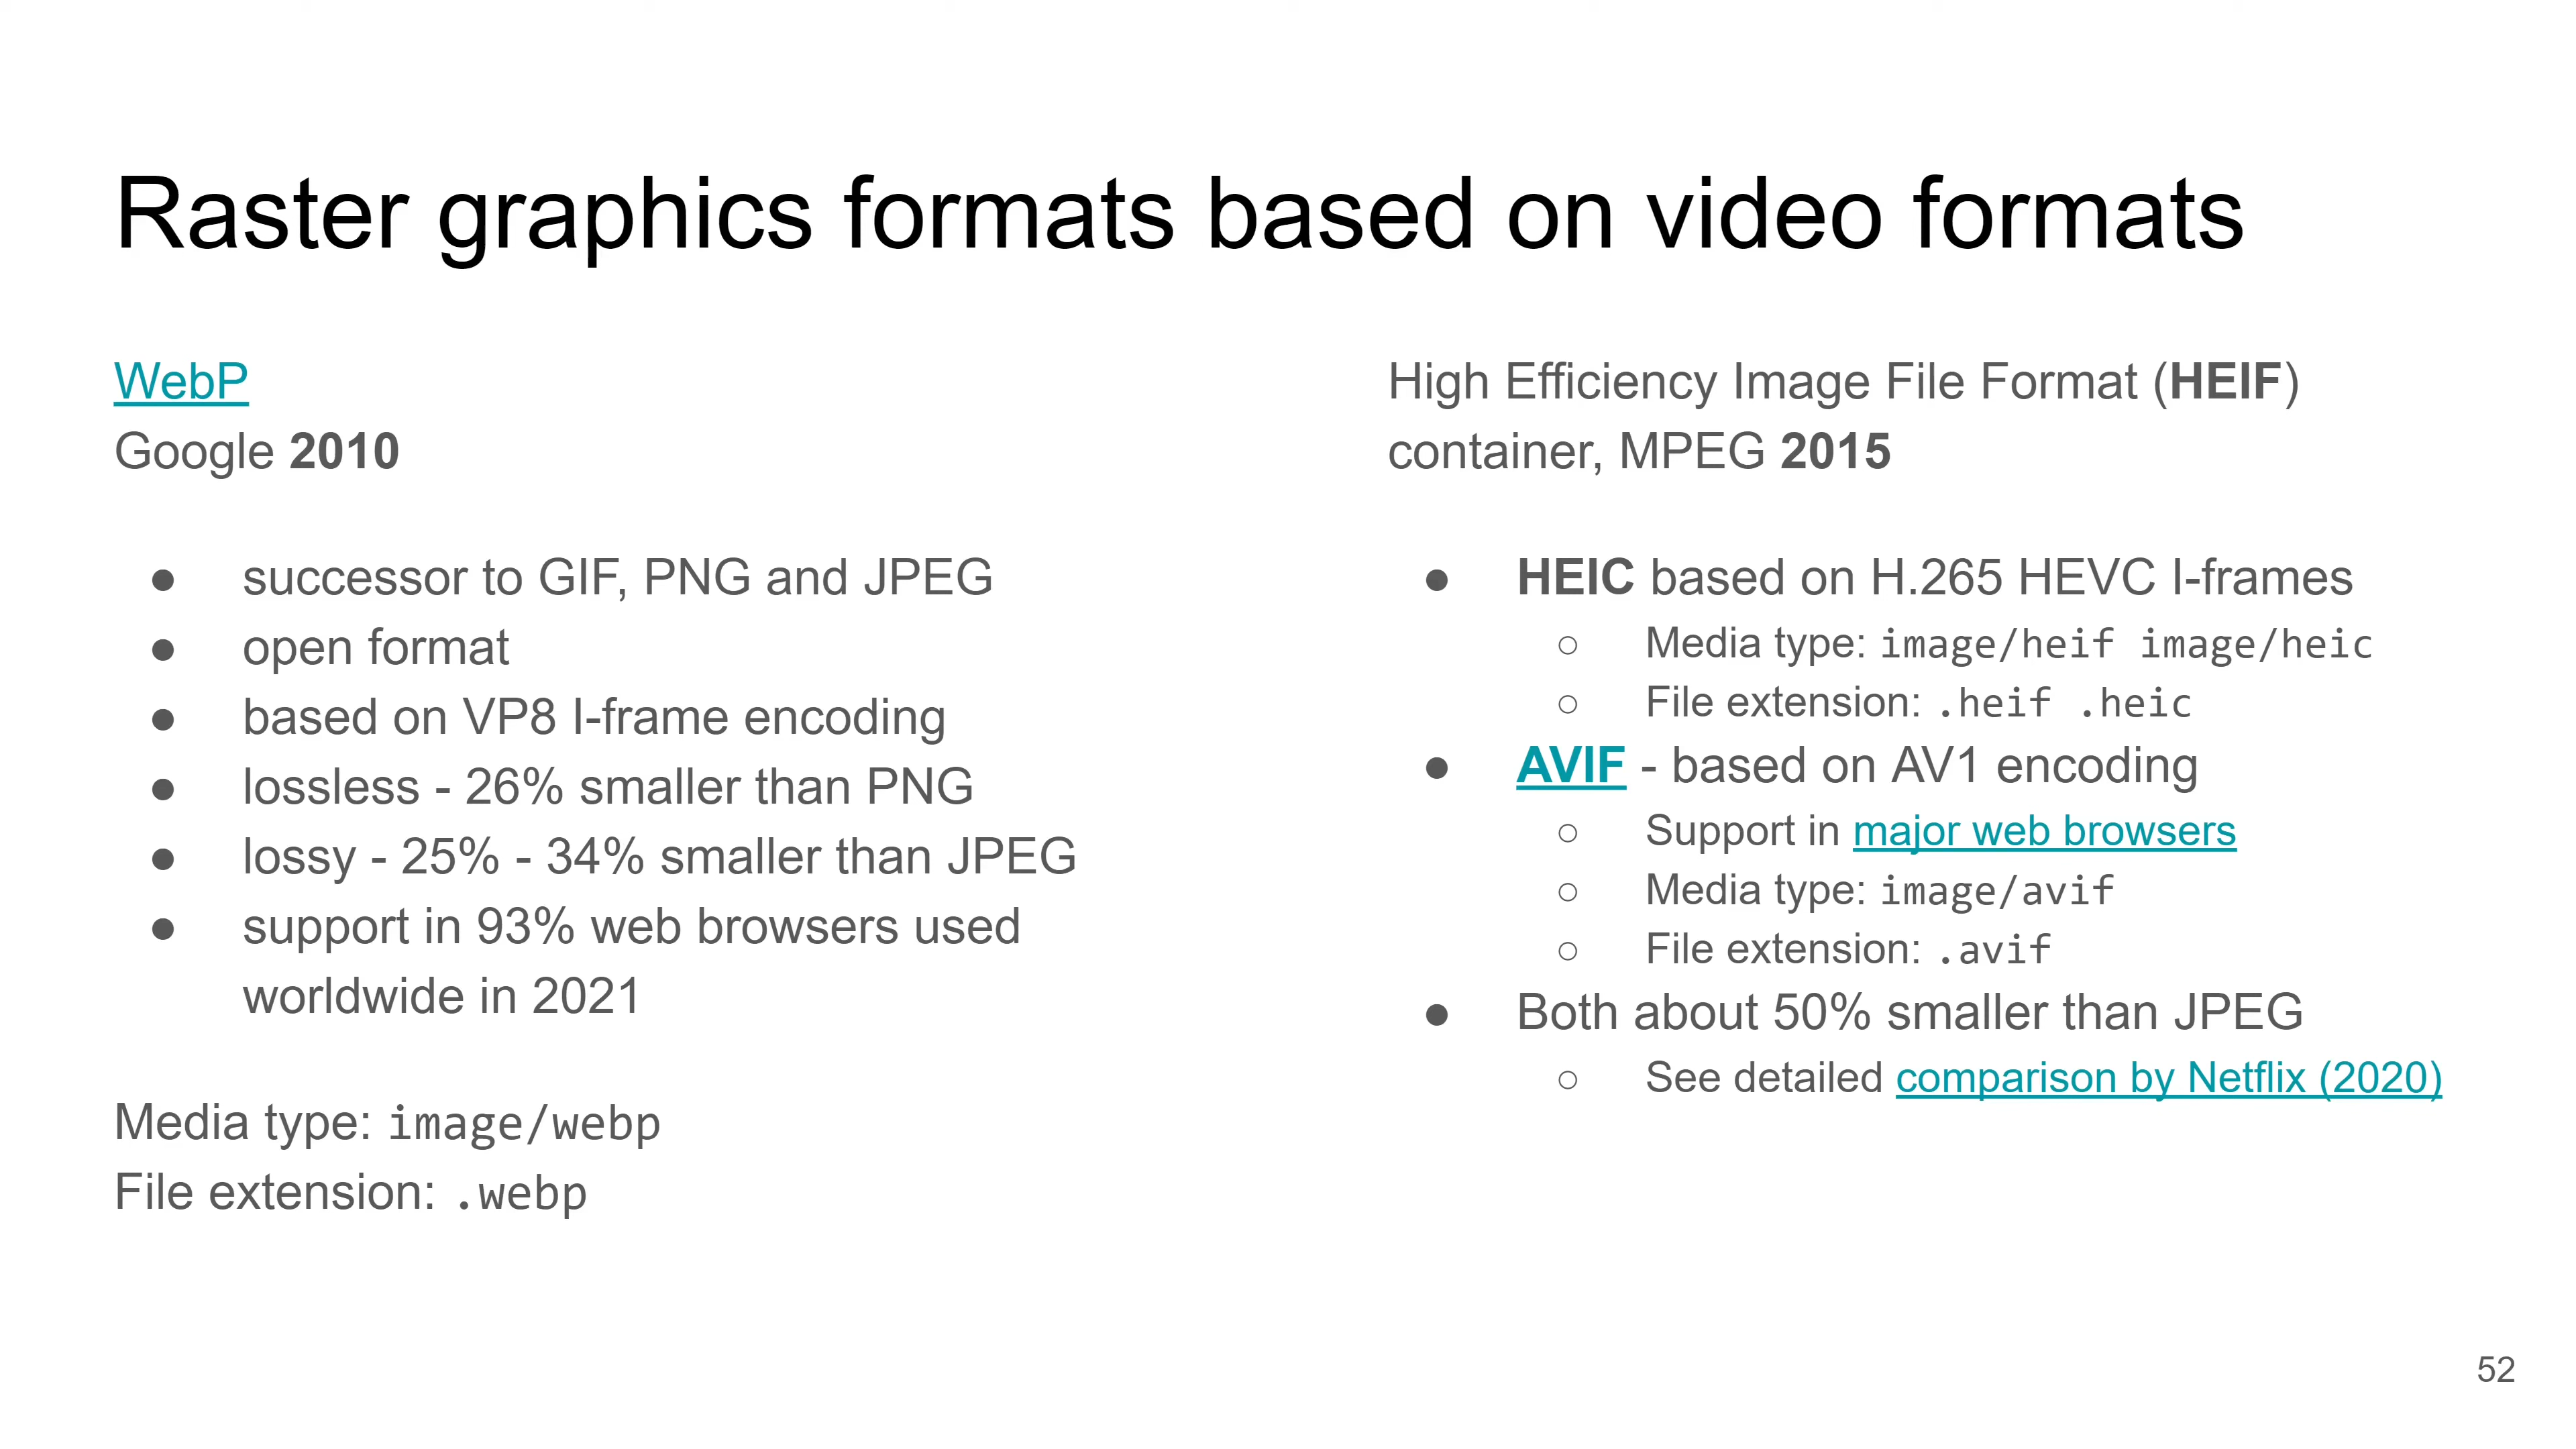 Raster graphics formats based on video formats
WebP
Google 2010
● successor to GIF, PNG and JPEG
● open format
● based on VP8 I-frame encoding
● lossless - 26% smaller than PNG
● lossy - 25% - 34% smaller than JPEG
● support in 93% web browsers used
worldwide in 2021
Media type: image/webp
File extension: .webp
High Efficiency Image File Format (HEIF)
container, MPEG 2015
● HEIC based on H.265 HEVC I-frames
○ Media type: image/heif image/heic
○ File extension: .heif .heic
● AVIF - based on AV1 encoding
○ Support in major web browsers
○ Media type: image/avif
○ File extension: .avif
● Both about 50% smaller than JPEG
○ See detailed comparison by Netflix (2020)
52